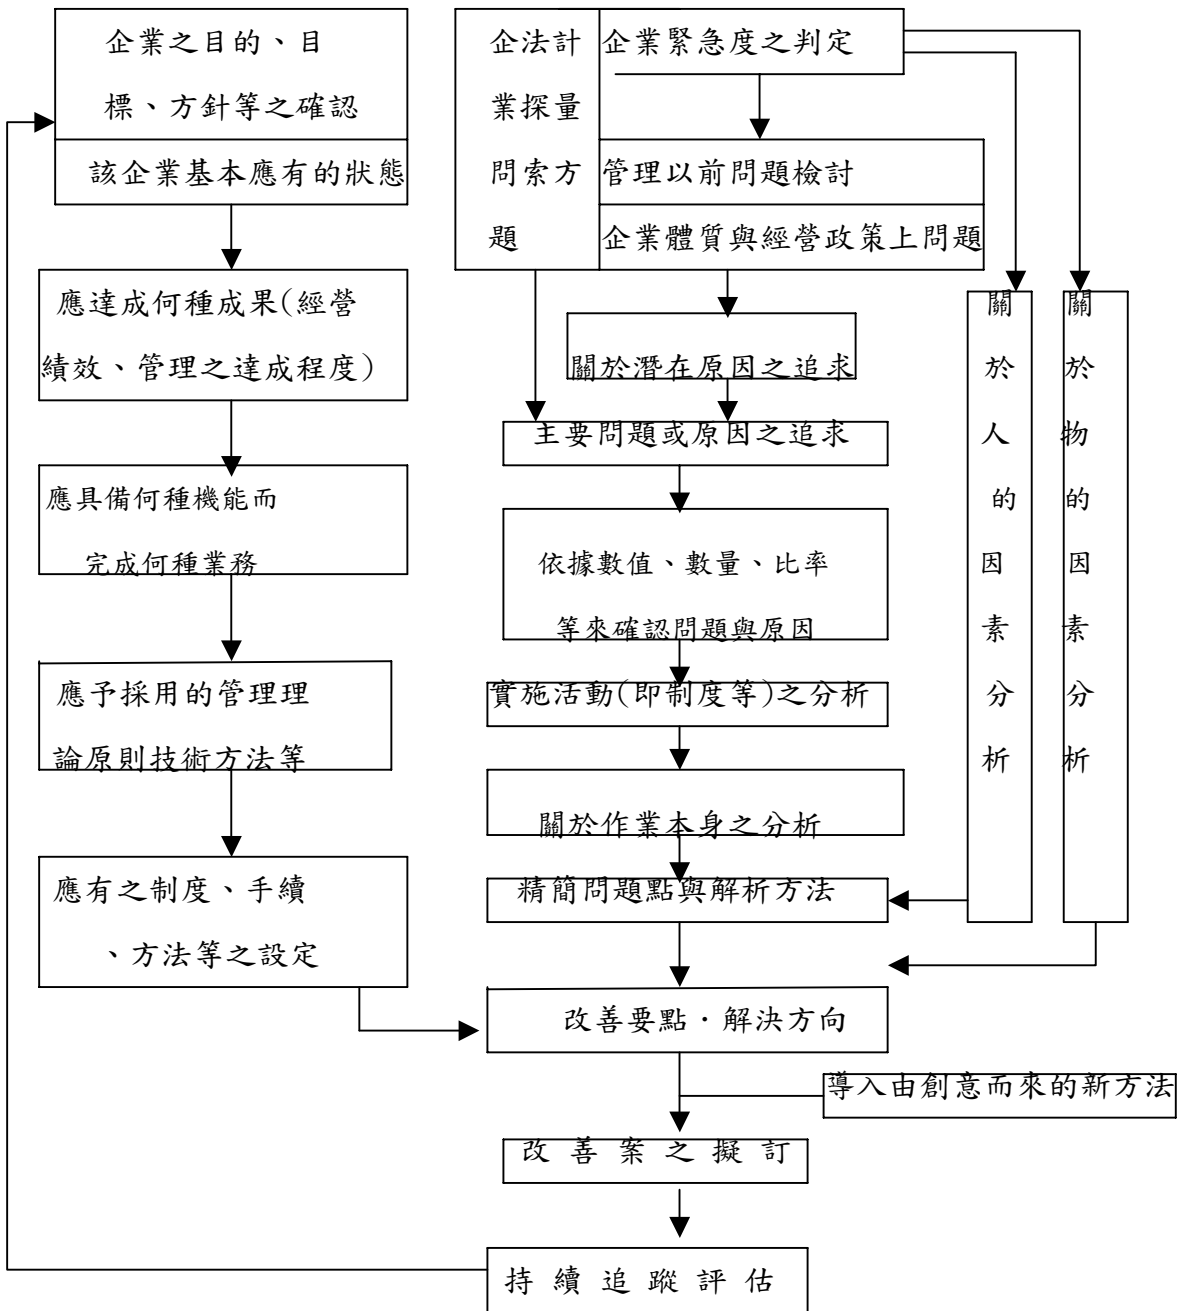 企業之目的、目
標、方針等之確認
該企業基本應有的狀態
應達成何種成果(經營
績效、管理之達成程度)
應具備何種機能而
完成何種業務
應予採用的管理理
論原則技術方法等
應有之制度、手續
、方法等之設定
企法計
業探量
問索方
題
企業緊急度之判定
管理以前問題檢討
企業體質與經營政策上問題
關於潛在原因之追求
主要問題或原因之追求
依據數值、數量、比率
等來確認問題與原因
實施活動(即制度等)之分析
關於作業本身之分析
精簡問題點與解析方法
改善要點·解決方向
導入由創意而來的新方法
改善案之擬訂
持續追蹤評估
關於人的因素分析
關於物的因素分析